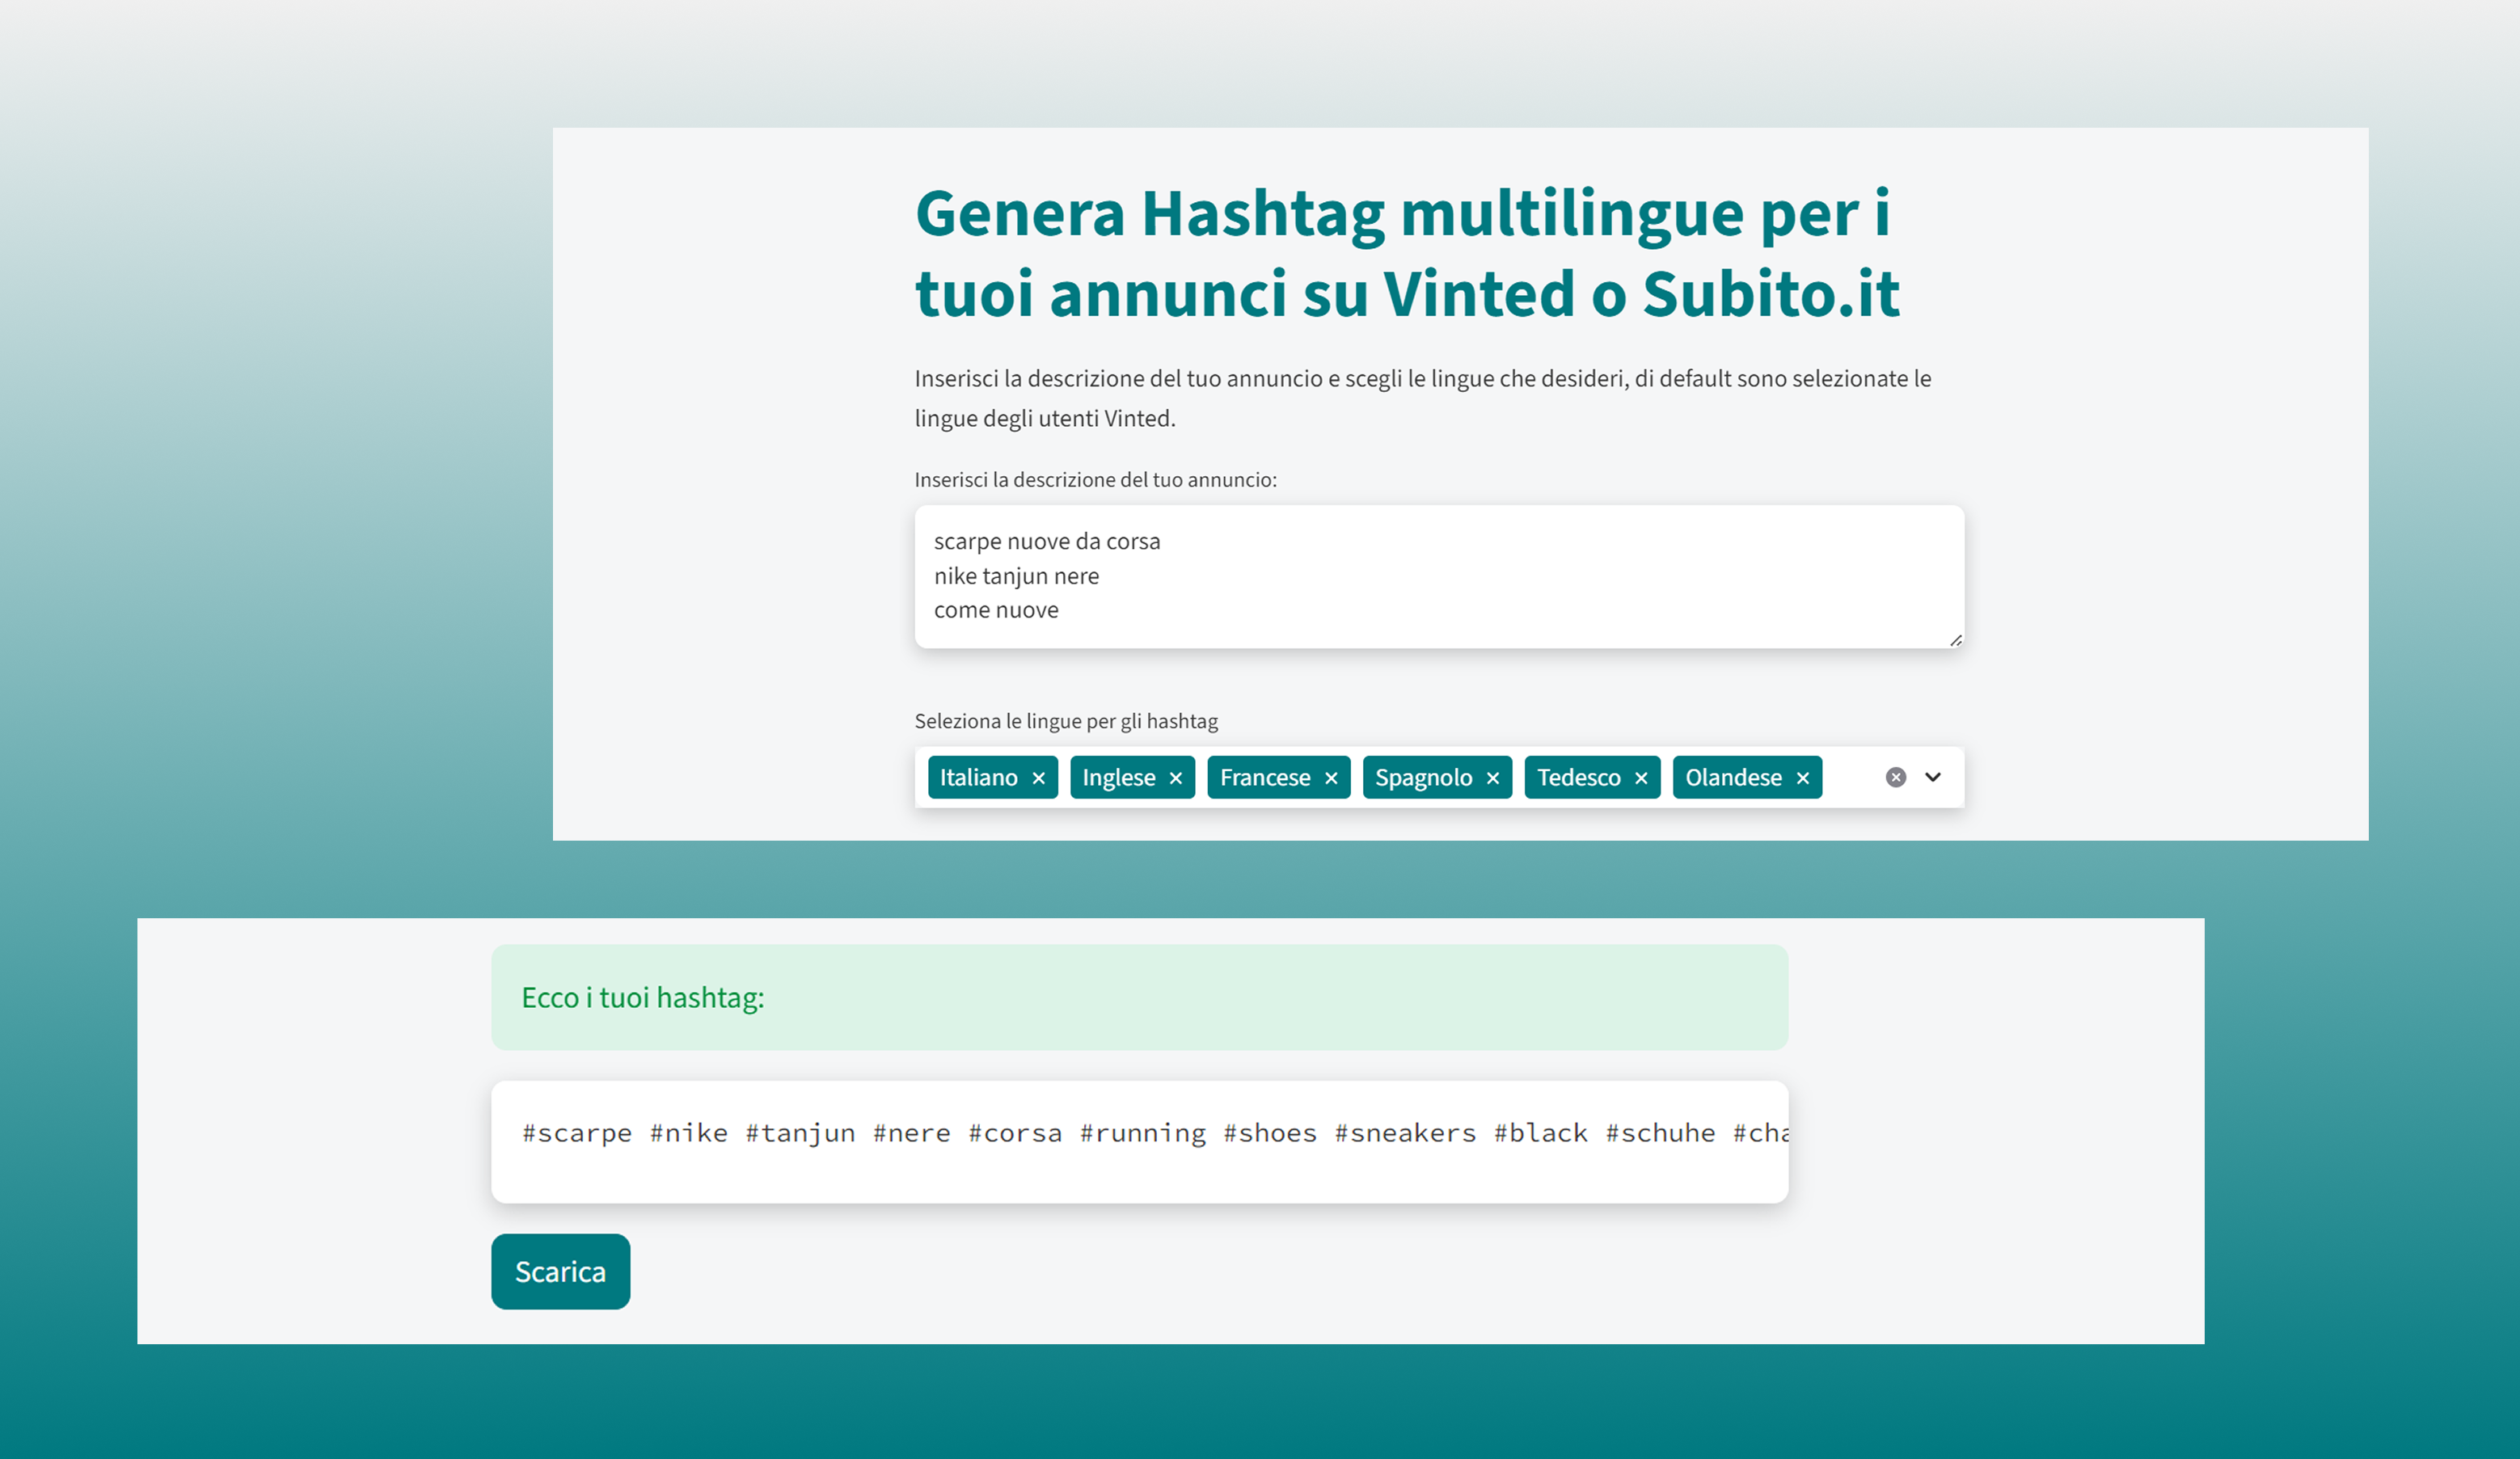 Genera Hashtag multilingue per i
tuoi annunci su Vinted o Subito.it
Inserisci la descrizione del tuo annuncio e scegli le lingue che desideri, di default sono selezionate le
lingue degli utenti Vinted.
Inserisci la descrizione del tuo annuncio:
scarpe nuove da corsa
nike tanjun nere
come nuove
Seleziona le lingue per gli hashtag
Italiano × Inglese × Francese × Spagnolo × Tedesco × Olandese ×
Ecco i tuoi hashtag:
#scarpe #nike #tanjun #nere #corsa #running #shoes #sneakers #black #schuhe
Scarica